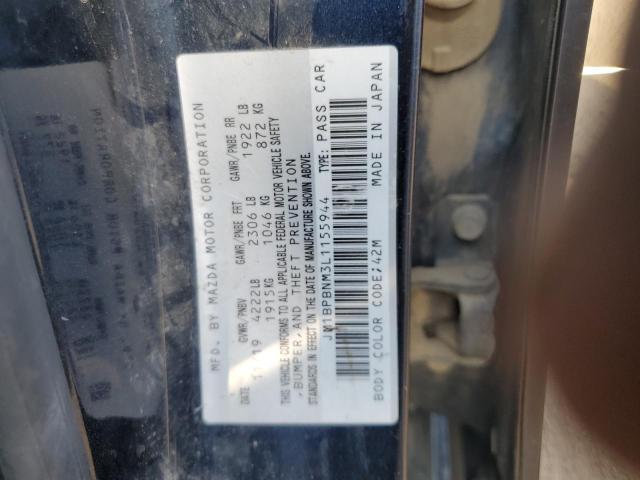 MFD. BY MAZDA MOTOR CORPORATION
DATE GVWR/PNBV GAWR/PNBE FRT GAWR/PNBE RR
11/19 4222LB 2306 LB 1922 LB
1915KG 1046 KG 872 KG
THIS VEHICLE CONFORMS TO ALL APPLICABLE FEDERAL MOTOR VEHICLE SAFETY
,BUMPER,AND THEFT PREVENTION
STANDARDS IN EFFECT ON THE DATE OF MANUFACTURE SHOWN ABOVE.
JM1BPBNM3L1155944 TYPE: PASS CAR
BODY COLOR CODE;42M MADE IN JAPAN